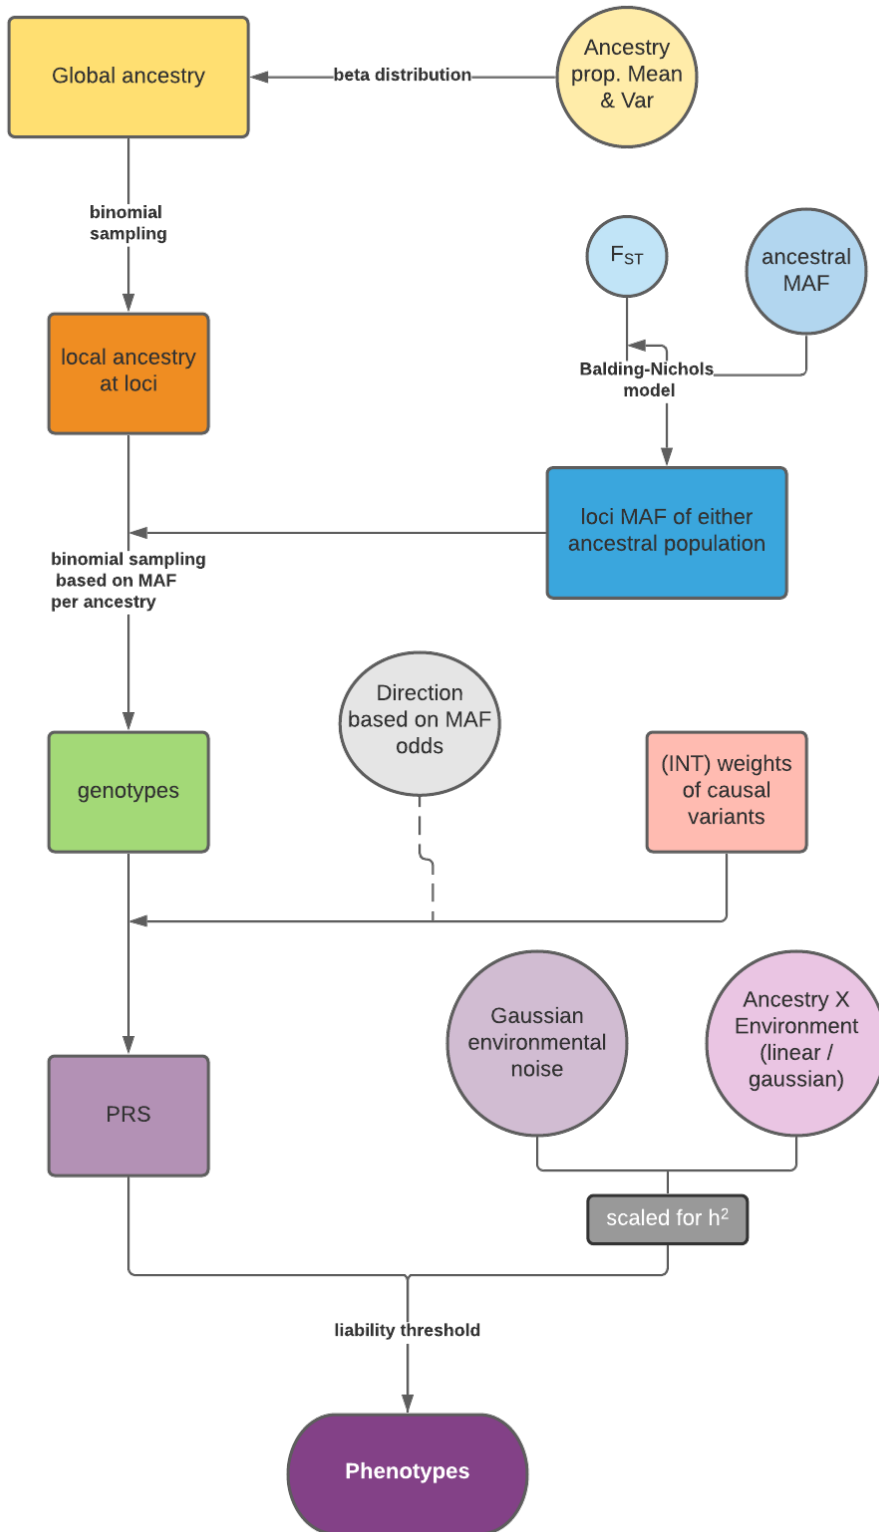 Global ancestry
beta distribution
Ancestry
prop. Mean
& Var
binomial
sampling
F_ST
ancestral
MAF
local ancestry
at loci
Balding-Nichols
model
loci MAF of either
ancestral population
binomial sampling
based on MAF
per ancestry
Direction
based on MAF
odds
genotypes
(INT) weights
of causal
variants
Gaussian
environmental
noise
Ancestry X
Environment
(linear /
gaussian)
PRS
scaled for h²
liability threshold
Phenotypes